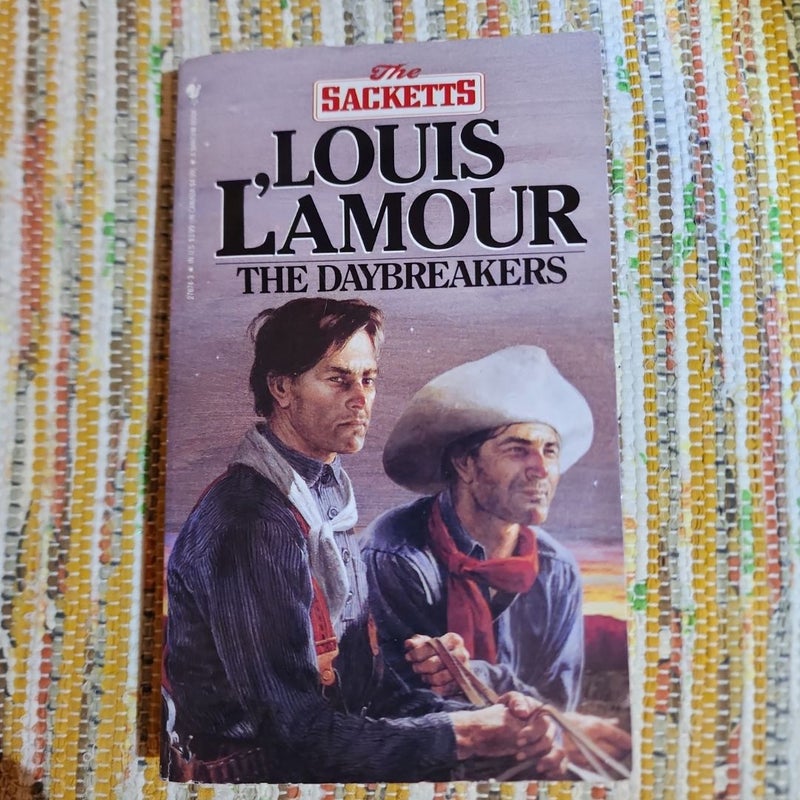 The
SACKETTS
LOUIS
L'AMOUR
THE DAYBREAKERS